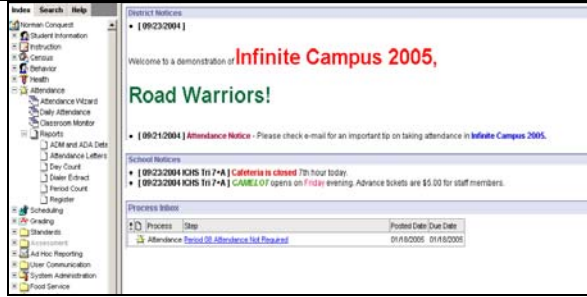 Index Search Help
Norman Conquest
Student Information
Instruction
Census
Behavior
Health
Attendance
Attendance Wizard
Daily Attendance
Classroom Monitor
Reports
ADM and ADA Deta
Attendance Letters
Day Count
Dialer Extract
Period Count
Register
Scheduling
Grading
Standards
Assessment
Ad Hoc Reporting
User Communication
System Administration
Food Service
District Notices
[ 09/23/2004 ]
Welcome to a demonstration of Infinite Campus 2005,
Road Warriors!
[ 09/21/2004 ] Attendance Notice - Please check e-mail for an important tip on taking attendance in Infinite Campus 2005.
School Notices
[ 09/23/2004 ICHS Tri 7*A ] Cafeteria is closed 7th hour today.
[ 09/23/2004 ICHS Tri 7*A ] CAMELOT opens on Friday evening. Advance tickets are $5.00 for staff members.
Process Inbox
! Process Step Posted Date Due Date
Attendance Period 08 Attendance Not Required 01/18/2005 01/18/2005